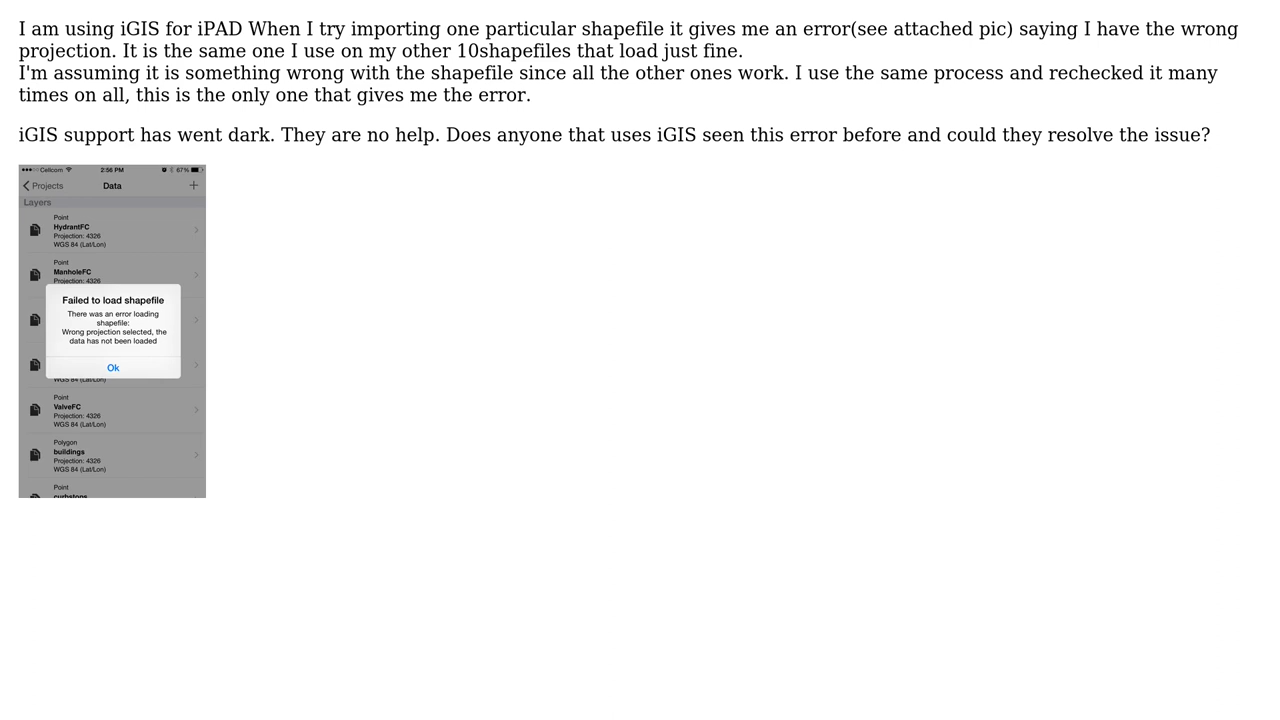 I am using iGIS for iPAD When I try importing one particular shapefile it gives me an error(see attached pic) saying I have the wrong
projection. It is the same one I use on my other 10shapefiles that load just fine.
I'm assuming it is something wrong with the shapefile since all the other ones work. I use the same process and rechecked it many
times on all, this is the only one that gives me the error.
iGIS support has went dark. They are no help. Does anyone that uses iGIS seen this error before and could they resolve the issue?
Cellcom 2:56 PM 67%
Projects Data +
Layers
Point
HydrantFC
Projection: 4326
WGS 84 (Lat/Lon)
Point
ManholeFC
Projection: 4326
Failed to load shapefile
There was an error loading
shapefile:
Wrong projection selected, the
data has not been loaded
Ok
WGS 84 (Lat/Lon)
Point
ValveFC
Projection: 4326
WGS 84 (Lat/Lon)
Polygon
buildings
Projection: 4326
WGS 84 (Lat/Lon)
Point
curbstops